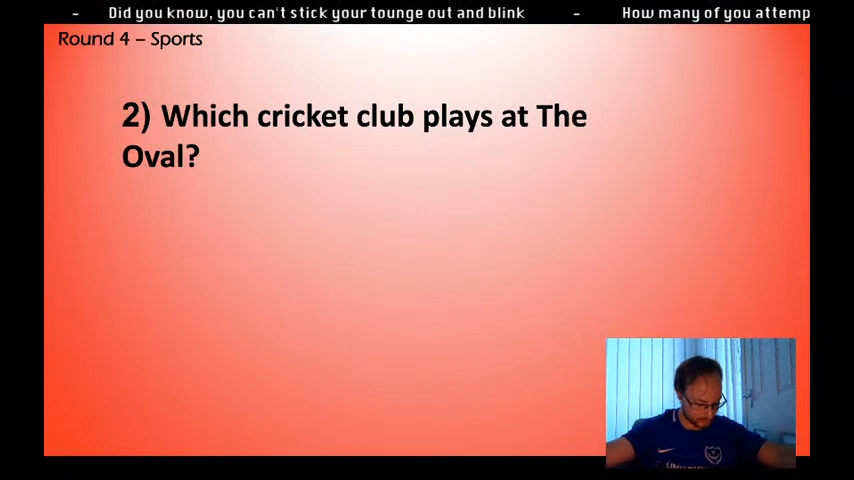 - Did you know, you can't stick your tounge out and blink - How many of you attemp
Round 4 – Sports
2) Which cricket club plays at The
Oval?